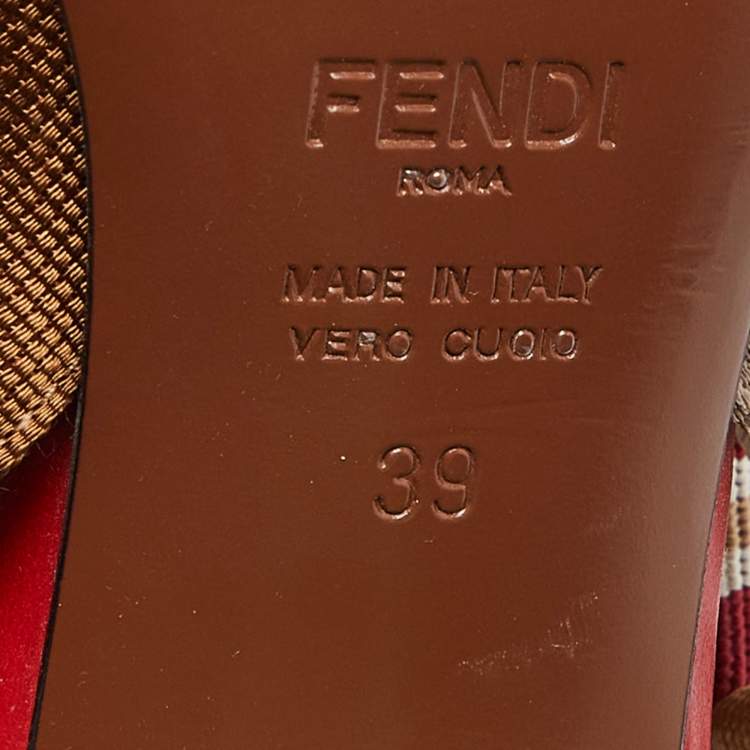 FENDI
ROMA
MADE IN ITALY
VERO CUOIO
39